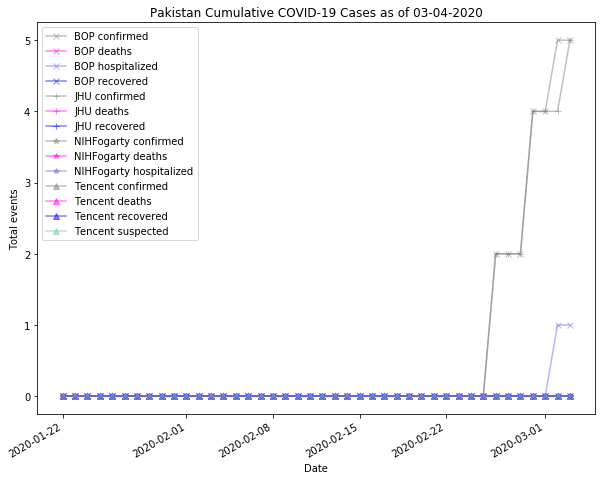 Pakistan Cumulative COVID-19 Cases as of 03-04-2020
BOP confirmed
BOP deaths
BOP hospitalized
BOP recovered
JHU confirmed
JHU deaths
JHU recovered
NIHFogarty confirmed
NIHFogarty deaths
NIHFogarty hospitalized
Tencent confirmed
Tencent deaths
Tencent recovered
Tencent suspected
Total events
5
4
3
2
1
0
2020-01-22
2020-02-01
2020-02-08
2020-02-15
2020-02-22
2020-03-01
Date